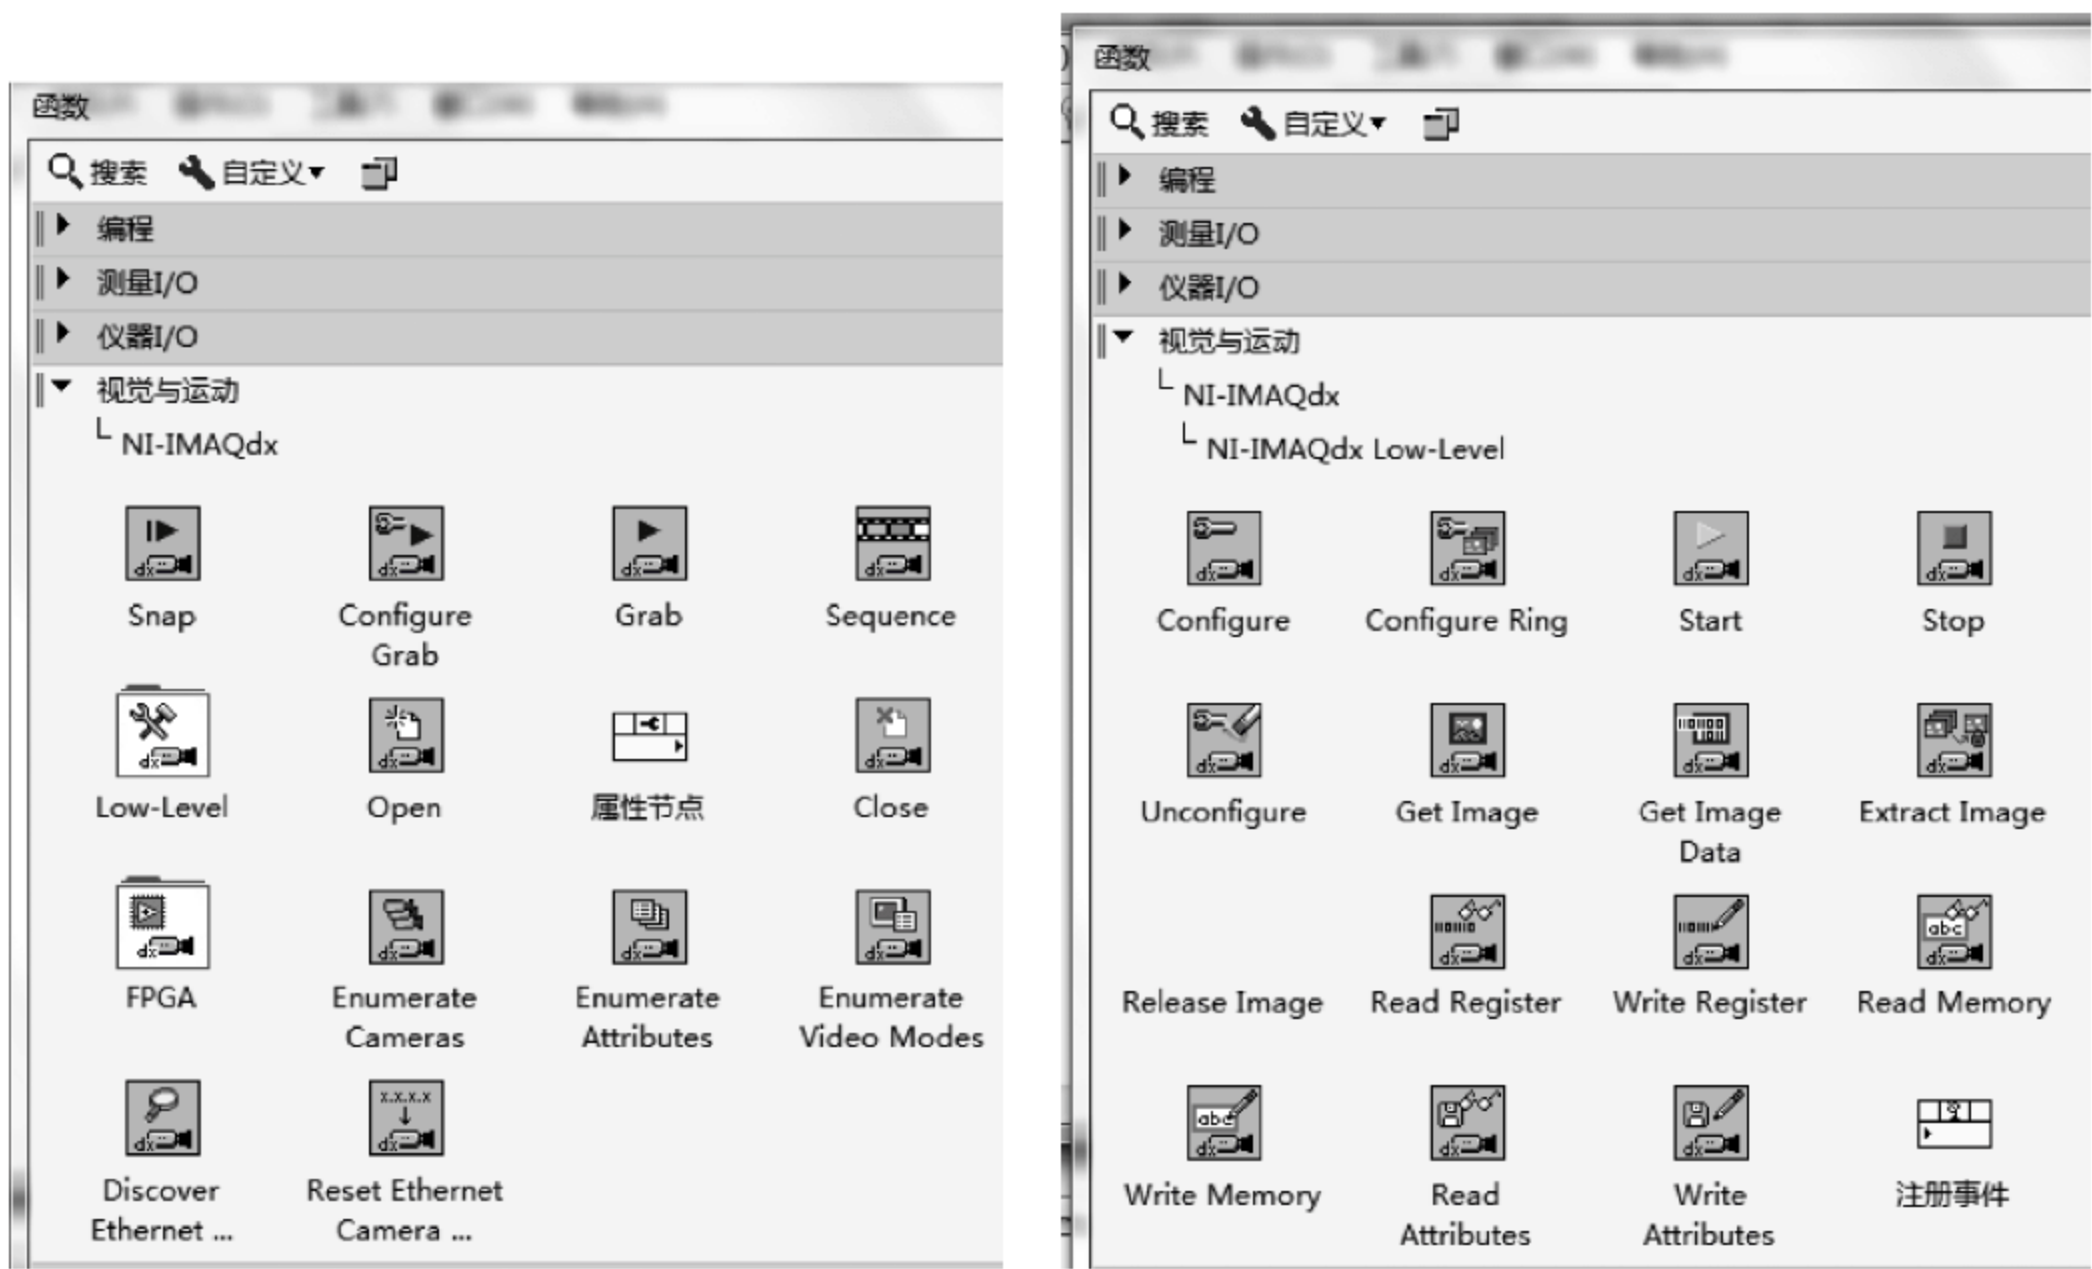 函数
搜索 自定义
编程
测量I/O
仪器I/O
视觉与运动
NI-IMAQdx
Snap Configure Grab Sequence
Grab
Low-Level Open 属性节点 Close
FPGA Enumerate Enumerate Enumerate
Cameras Attributes Video Modes
x.x.x.x
Discover Reset Ethernet
Ethernet ... Camera ...
函数
搜索 自定义
编程
测量I/O
仪器I/O
视觉与运动
NI-IMAQdx
NI-IMAQdx Low-Level
Configure Configure Ring Start Stop
Unconfigure Get Image Get Image Extract Image
Data
abc
Release Image Read Register Write Register Read Memory
abc
Write Memory Read Write 注册事件
Attributes Attributes